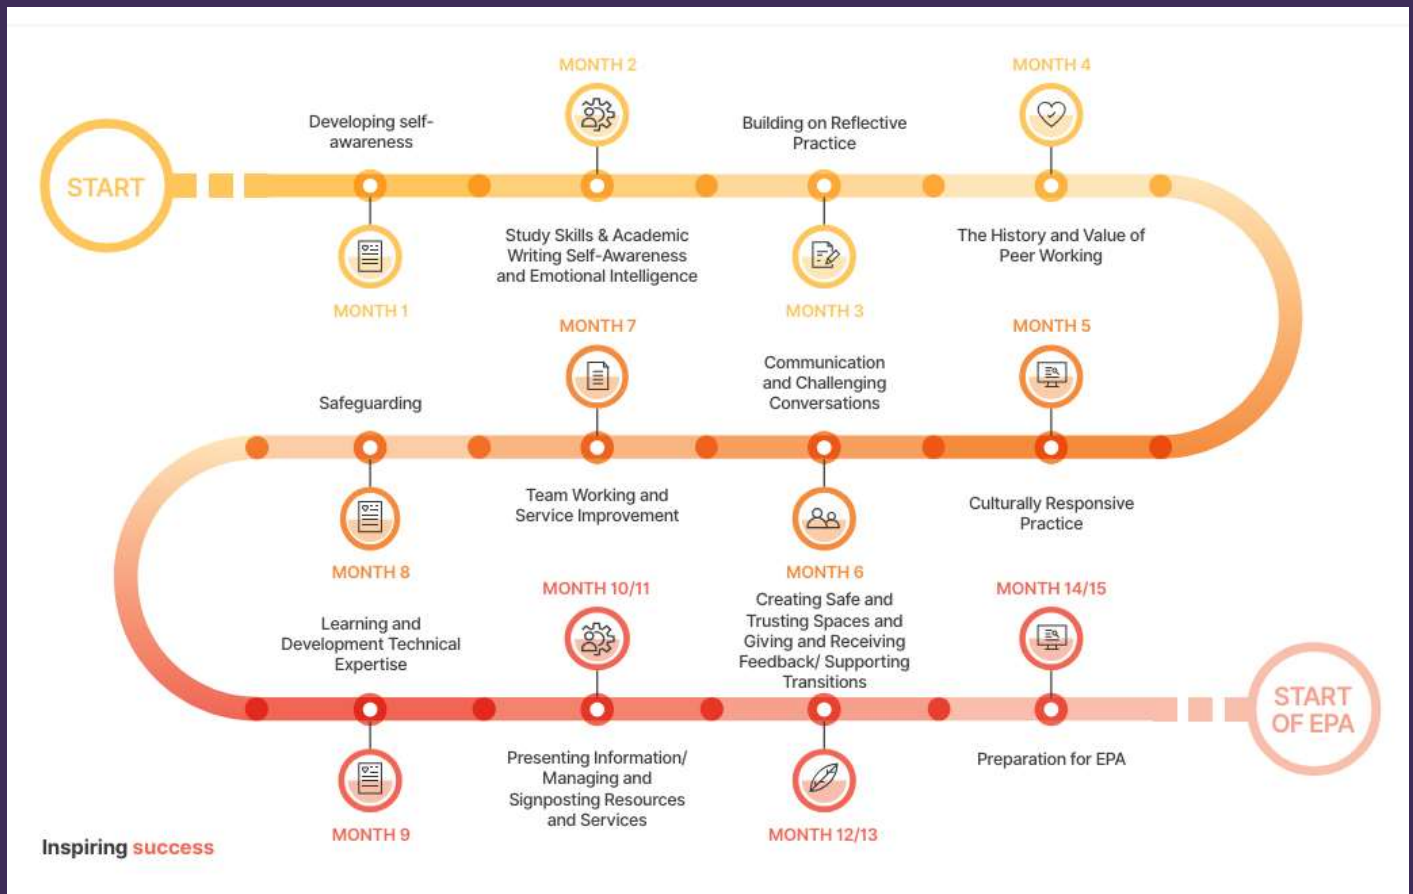 START
Developing self-
awareness
MONTH 1
MONTH 2
Study Skills & Academic
Writing Self-Awareness
and Emotional Intelligence
Building on Reflective
Practice
MONTH 3
MONTH 4
The History and Value of
Peer Working
MONTH 5
Culturally Responsive
Practice
Communication
and Challenging
Conversations
MONTH 6
MONTH 7
Team Working and
Service Improvement
Safeguarding
MONTH 8
Learning and
Development Technical
Expertise
MONTH 9
MONTH 10/11
Presenting Information/
Managing and
Signposting Resources
and Services
Creating Safe and
Trusting Spaces and
Giving and Receiving
Feedback/ Supporting
Transitions
MONTH 12/13
MONTH 14/15
Preparation for EPA
START
OF EPA
Inspiring success